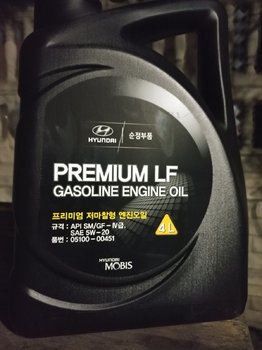 HYUNDAI
순정부품
PREMIUM LF
GASOLINE ENGINE OIL
프리미엄 저마찰형 엔진오일
규격 : API SM/GF-Ⅳ급.
SAE 5W-20
품번 : 05100-00451
4L
HYUNDAI
MOBIS